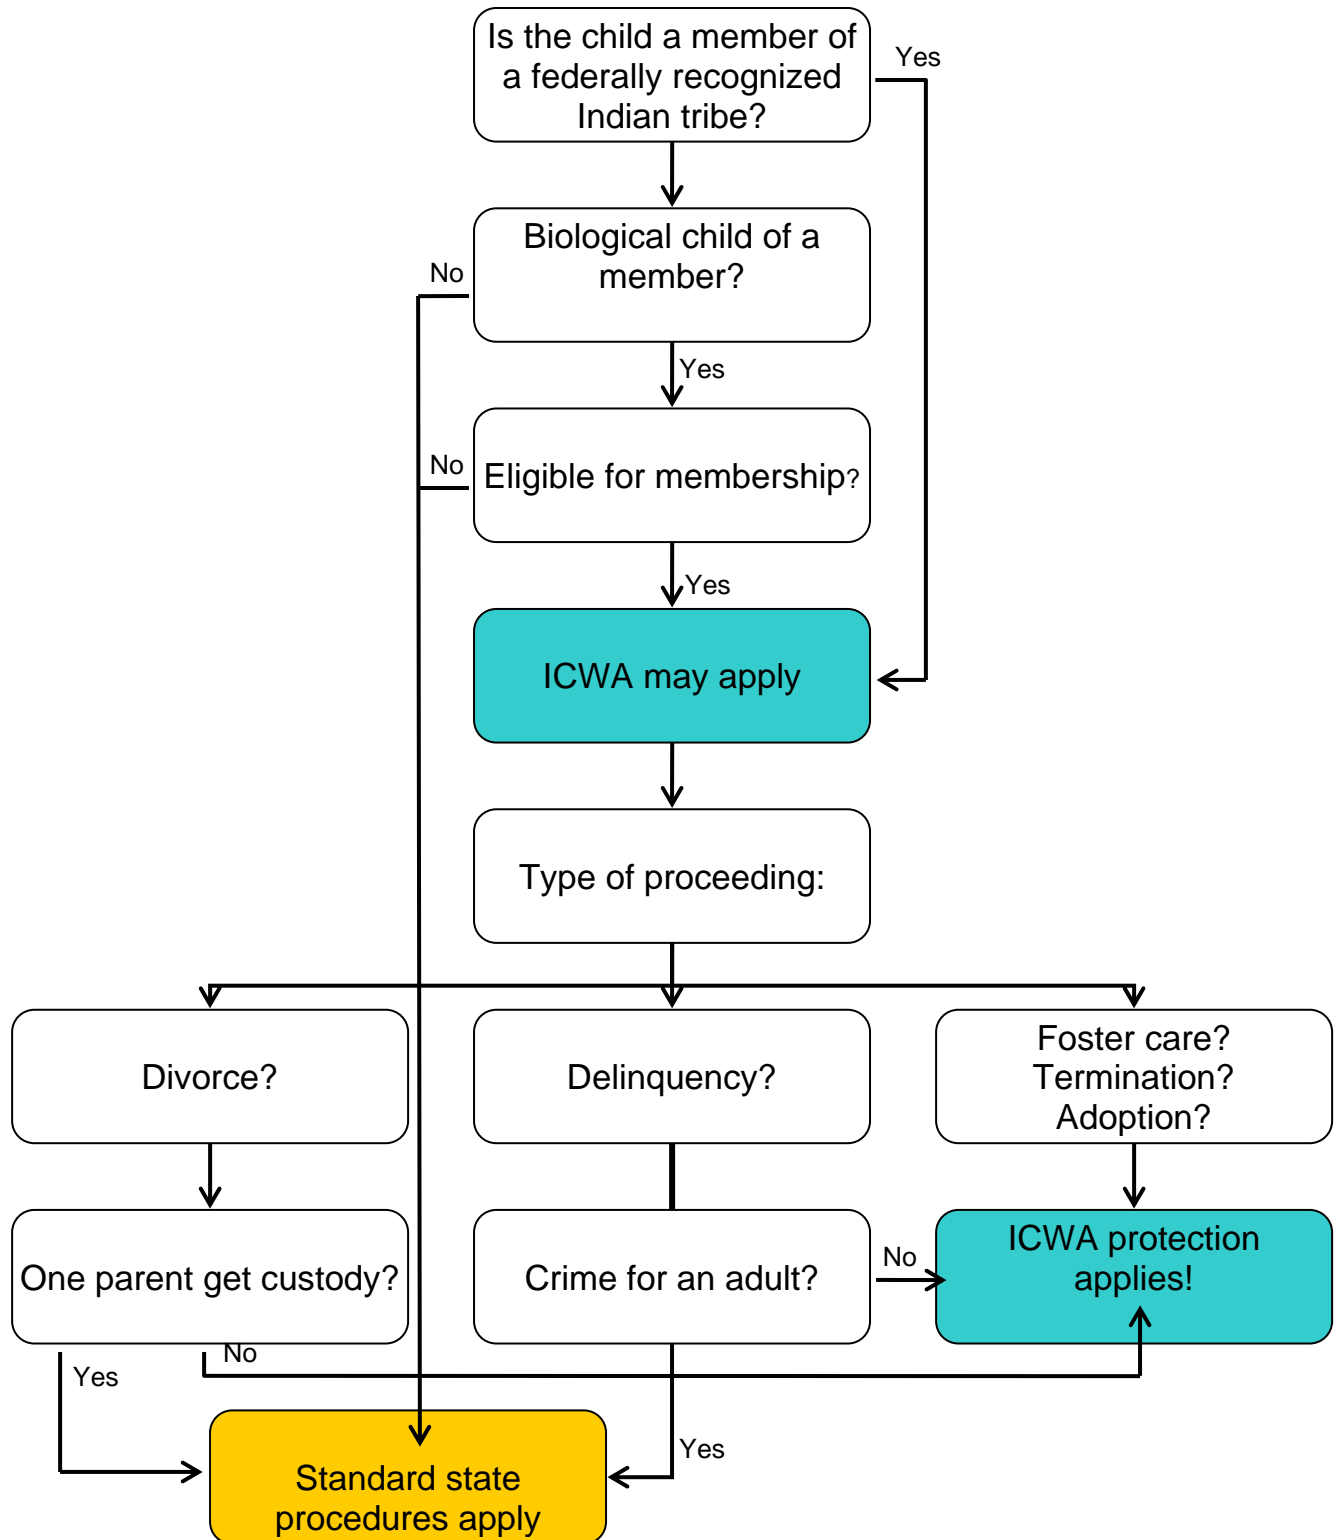 Is the child a member of
a federally recognized
Indian tribe?
Yes
Biological child of a
member?
No
Yes
Eligible for membership?
No
Yes
ICWA may apply
Type of proceeding:
Divorce?
Delinquency?
Foster care?
Termination?
Adoption?
One parent get custody?
Crime for an adult?
No
ICWA protection
applies!
Yes
No
Yes
Standard state
procedures apply